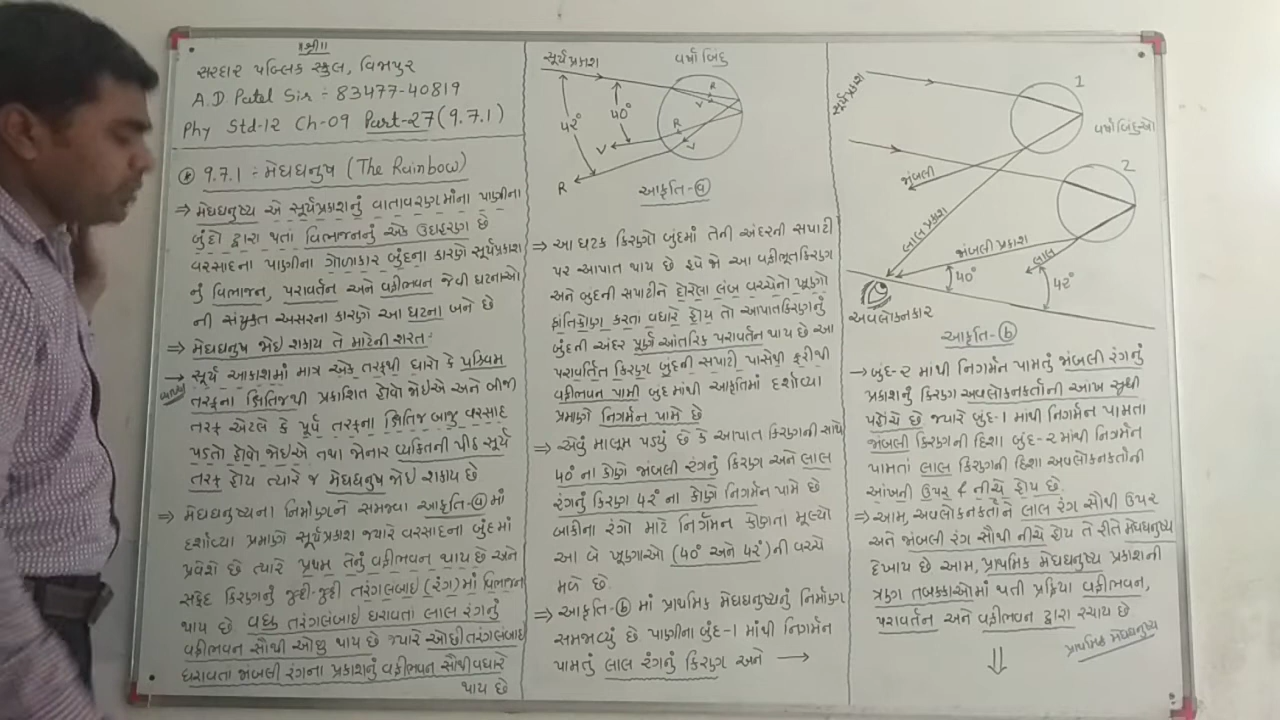 ॥श्री॥
સરદાર પબ્લિક સ્કુલ, વિજાપુર
A.D. Patel Sir :- 83477-40819
Phy Std-12 Ch-09 Part-27 (9.7.1)
* 9.7.1 :- મેઘધનુષ (The Rainbow)
⇒ મેઘધનુષ્ય એ સૂર્યપ્રકાશનું વાતાવરણમાંના પાણીના
બુંદો દ્વારા થતાં વિભાજનનું એક ઉદાહરણ છે
વરસાદના પાણીના ગોળાકાર બુંદના કારણે સૂર્યપ્રકાશ
નું વિભાજન, પરાવર્તન અને વક્રીભવન જેવી ઘટનાઓ
ની સંયુક્ત અસરના કારણે આ ઘટના બને છે
⇒ મેઘધનુષ જોઇ શકાય તે માટેની શરત:
→ સૂર્ય આકાશમાં માત્ર એક તરફથી ધારો કે પશ્ચિમ
તરફના ક્ષિતિજથી પ્રકાશિત હોવો જોઇએ અને બીજી
તરફ એટલે કે પૂર્વ તરફના ક્ષિતિજ બાજુ વરસાદ
પડતો હોવો જોઇએ તથા જોનાર વ્યક્તિની પીઠ સૂર્ય
તરફ હોય ત્યારે જ મેઘધનુષ જોઇ શકાય છે
⇒ મેઘધનુષ્યના નિર્માણને સમજવા આકૃતિ-ⓐ માં
દર્શાવ્યા પ્રમાણે સૂર્યપ્રકાશ જ્યારે વરસાદના બુંદમાં
પ્રવેશે છે ત્યારે પ્રથમ તેનું વક્રીભવન થાય છે અને
સફેદ કિરણનું જુદી-જુદી તરંગલંબાઇ (રંગ)માં વિભાજન
થાય છે વધુ તરંગલંબાઇ ધરાવતા લાલ રંગનું
વક્રીભવન સૌથી ઓછુ થાય છે જ્યારે ઓછી તરંગલંબાઇ
ધરાવતા જાંબલી રંગના પ્રકાશનું વક્રીભવન સૌથી વધારે
થાય છે
સૂર્યપ્રકાશ
વર્ષા બિંદુ
R
V
40°
42°
R
V
V
R
આકૃતિ-ⓐ
⇒ આ ઘટક કિરણો બુંદમાં તેની અંદરની સપાટી
પર આપાત થાય છે હવે જો આ વક્રીભૂતકિરણ
અને બુંદની સપાટીને દોરેલા લંબ વચ્ચેનો ખૂણો
ક્રાંતિકોણ કરતાં વધારે હોય તો આપાતકિરણનું
બુંદની અંદર પૂર્ણ આંતરિક પરાવર્તન થાય છે આ
પરાવર્તિત કિરણ બુંદની સપાટી પાસેથી ફરીથી
વક્રીભવન પામી બુંદ માંથી આકૃતિમાં દર્શાવ્યા
પ્રમાણે નિર્ગમન પામે છે
⇒ એવું માલૂમ પડ્યું છે કે આપાત કિરણની સાથે
40° ના કોણે જાંબલી રંગનું કિરણ અને લાલ
રંગનું કિરણ 42° ના કોણે નિર્ગમન પામે છે
બાકીના રંગો માટે નિર્ગમન કોણના મૂલ્યો
આ બે ખૂણાઓ (40° અને 42°) ની વચ્ચે
મળે છે.
⇒ આકૃતિ-ⓑ માં પ્રાથમિક મેઘધનુષ્યનું નિર્માણ
સમજાવ્યું છે પાણીના બુંદ-1 માંથી નિર્ગમન
પામતું લાલ રંગનું કિરણ અને →
સૂર્યપ્રકાશ
1
વર્ષા બિંદુઓ
2
જાંબલી
લાલ પ્રકાશ
જાંબલી પ્રકાશ
લાલ
40°
42°
અવલોકનકાર
આકૃતિ-ⓑ
→ બુંદ-2 માંથી નિર્ગમન પામતું જાંબલી રંગનું
પ્રકાશનું કિરણ અવલોકનકર્તાની આંખ સુધી
પહોંચે છે જ્યારે બુંદ-1 માંથી નિર્ગમન પામતા
જાંબલી કિરણની દિશા બુંદ-2 માંથી નિર્ગમન
પામતાં લાલ કિરણની દિશા અવલોકનકર્તાની
આંખની ઉપર કે નીચે હોય છે.
⇒ આમ, અવલોકનકર્તાને લાલ રંગ સૌથી ઉપર
અને જાંબલી રંગ સૌથી નીચે હોય તે રીતે મેઘધનુષ્ય
દેખાય છે આમ, પ્રાથમિક મેઘધનુષ્ય પ્રકાશની
ત્રણ તબક્કાઓમાં થતી પ્રક્રિયા વક્રીભવન,
પરાવર્તન અને વક્રીભવન દ્વારા રચાય છે
પ્રાથમિક મેઘધનુષ્ય